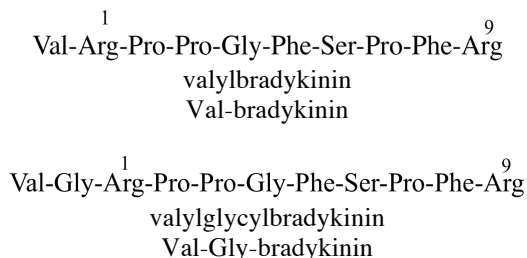 1 9
Val-Arg-Pro-Pro-Gly-Phe-Ser-Pro-Phe-Arg
valylbradykinin
Val-bradykinin
1 9
Val-Gly-Arg-Pro-Pro-Gly-Phe-Ser-Pro-Phe-Arg
valylglycylbradykinin
Val-Gly-bradykinin